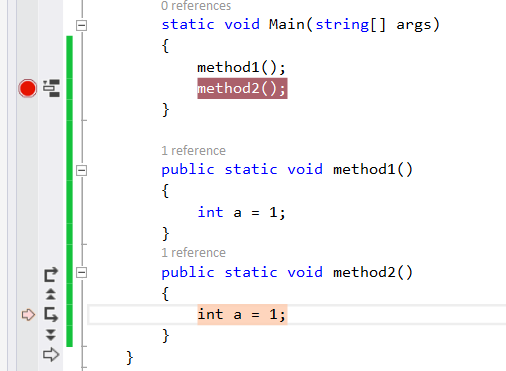 0 references
static void Main(string[] args)
{
method1();
method2();
}
1 reference
public static void method1()
{
int a = 1;
}
1 reference
public static void method2()
{
int a = 1;
}
}